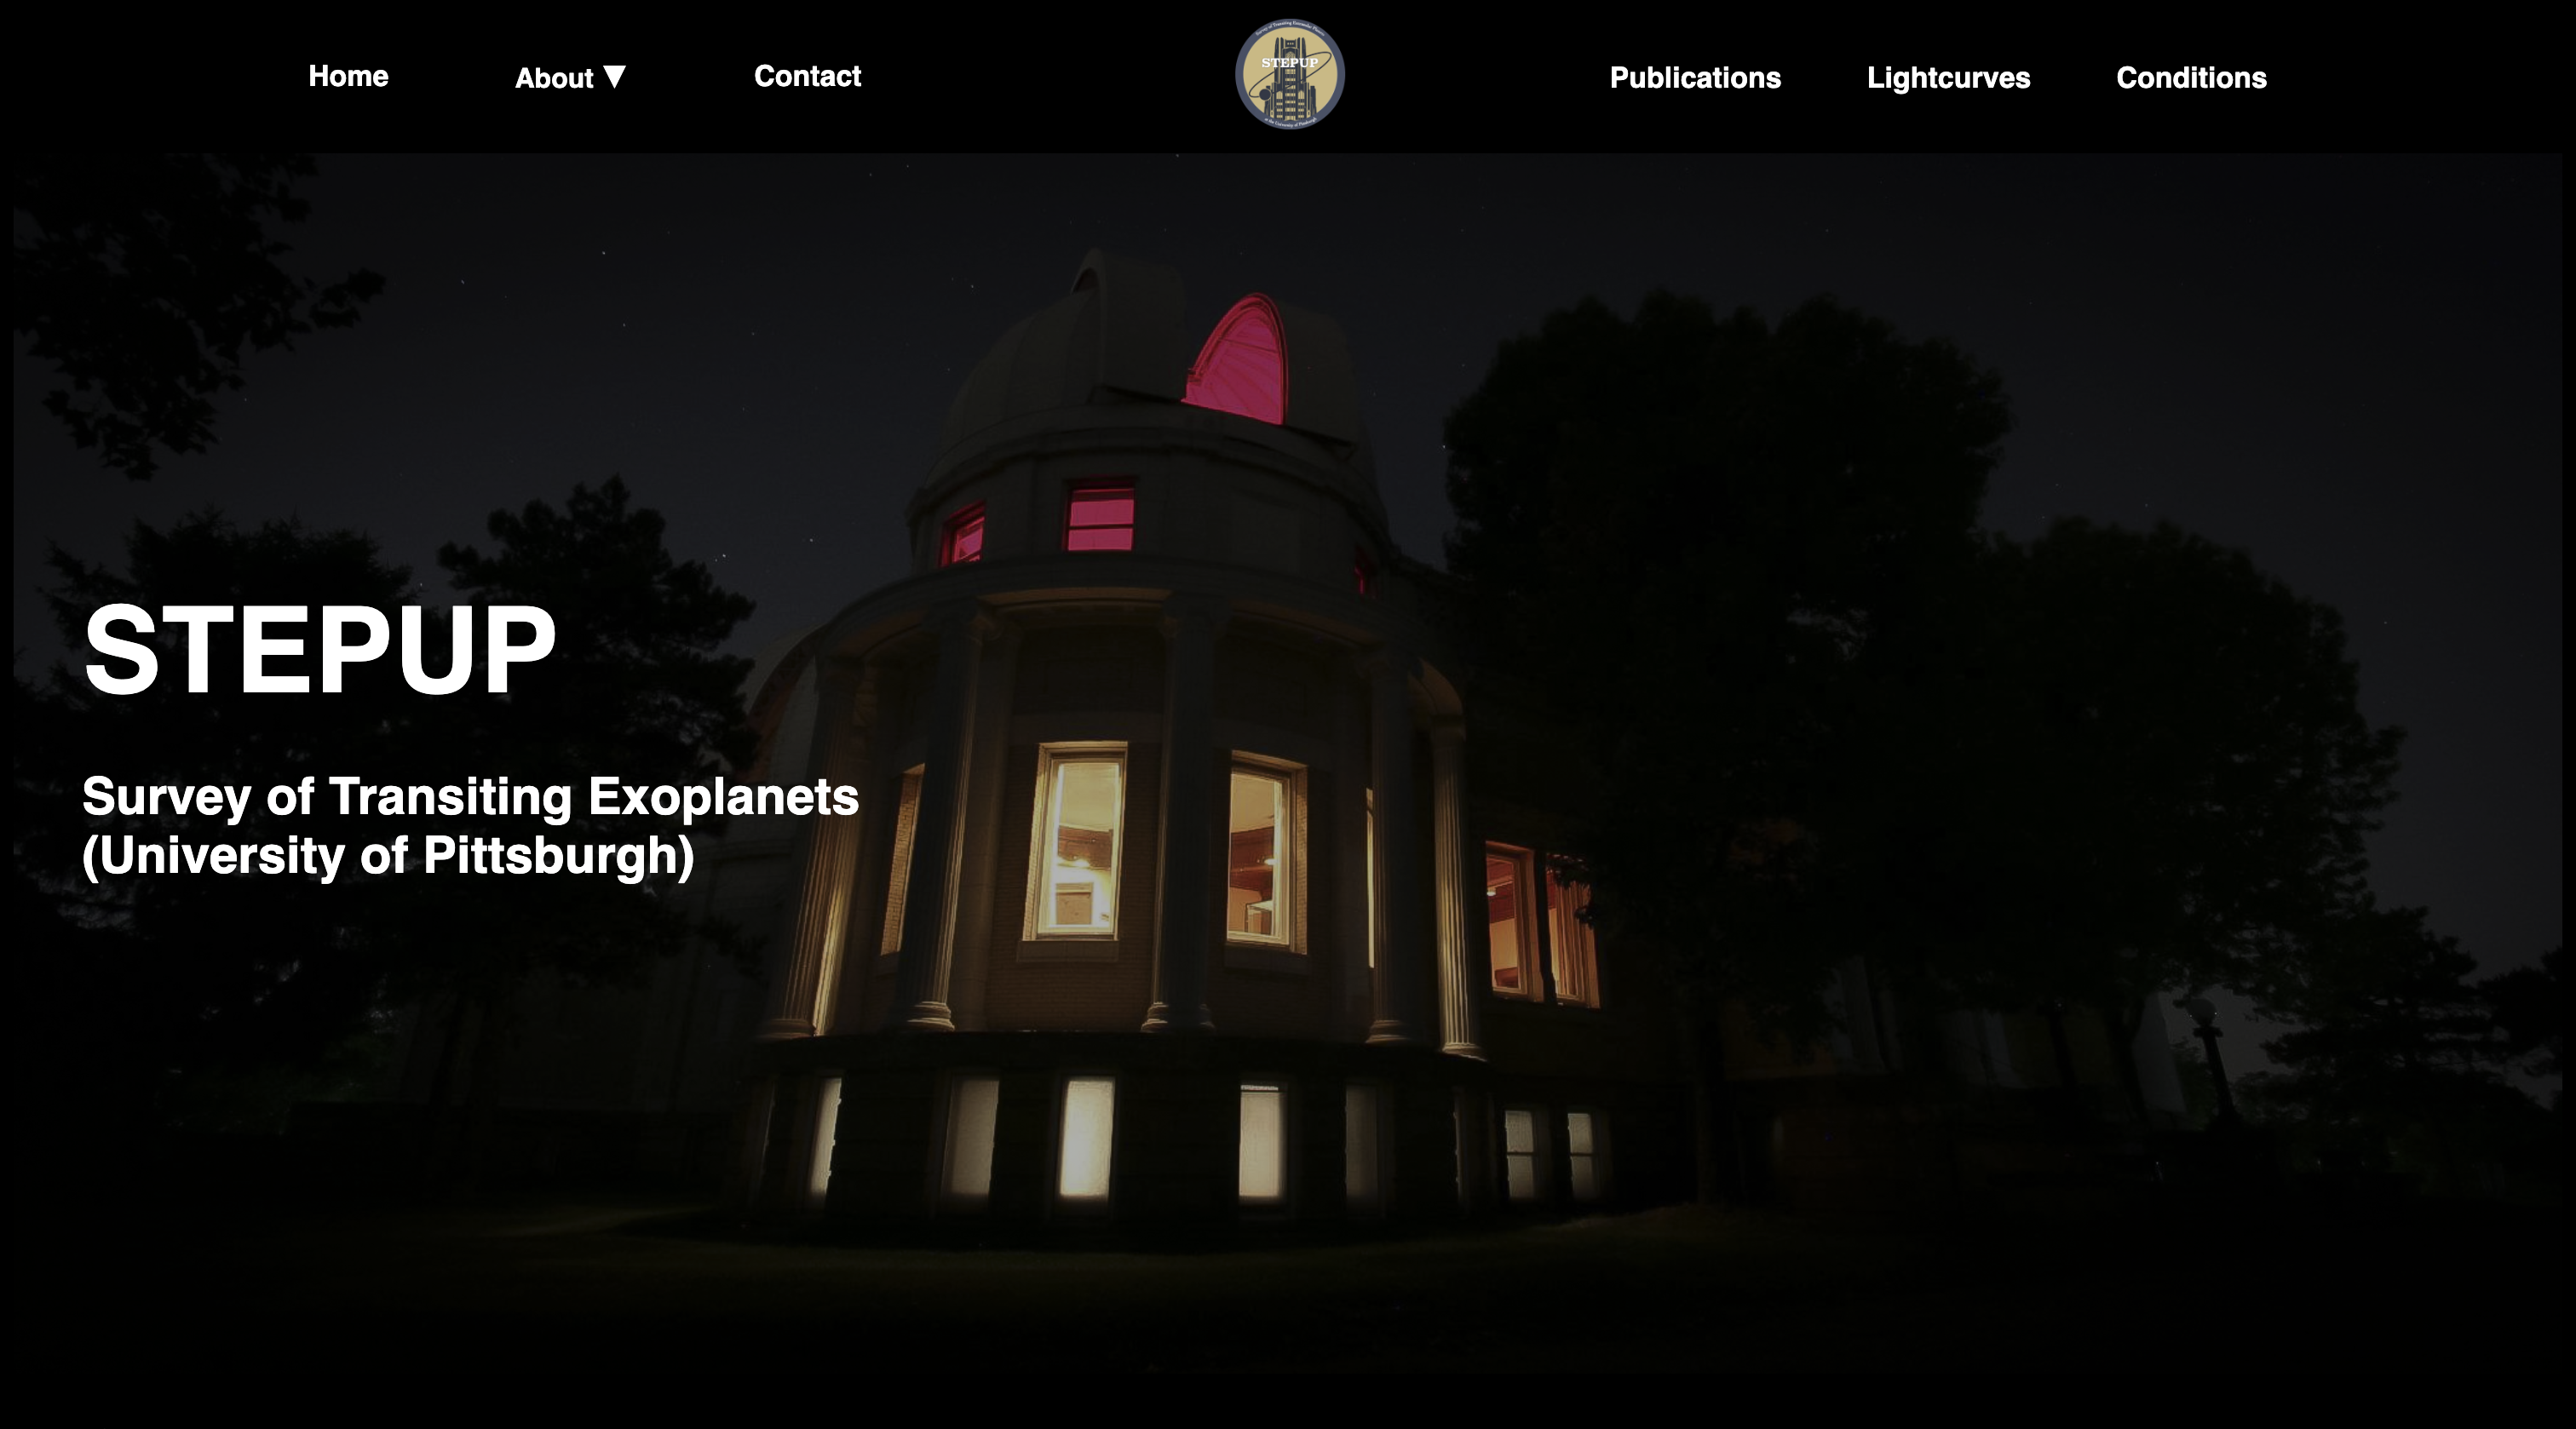 Home
About ▼
Contact
STEPUP
Publications
Lightcurves
Conditions
STEPUP
Survey of Transiting Exoplanets
(University of Pittsburgh)